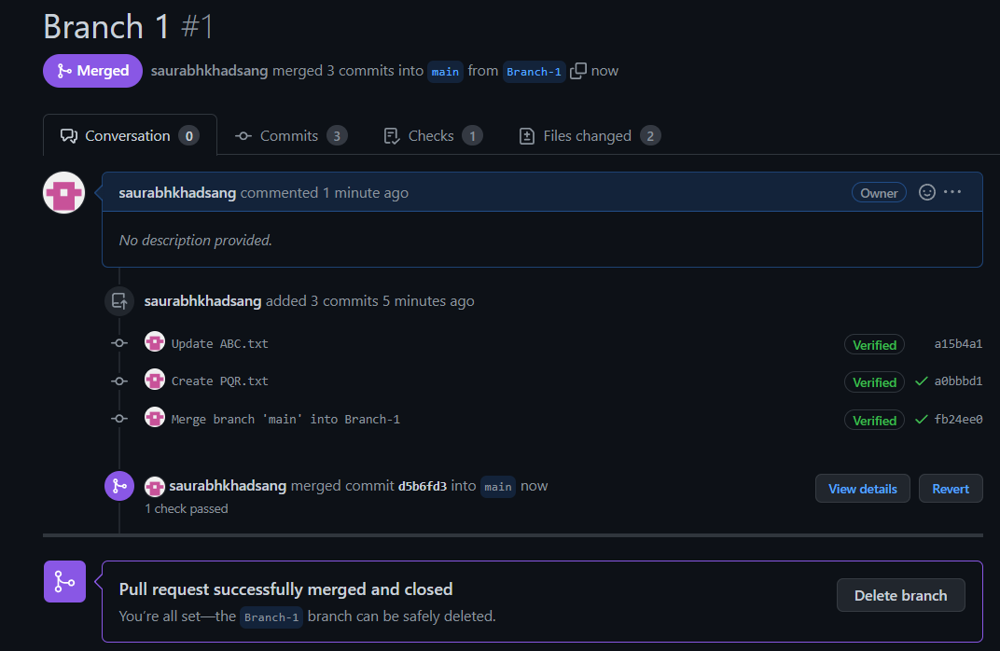 Branch 1 #1
Merged saurabhkhadsang merged 3 commits into main from Branch-1 now
Conversation 0 Commits 3 Checks 1 Files changed 2
saurabhkhadsang commented 1 minute ago Owner
No description provided.
saurabhkhadsang added 3 commits 5 minutes ago
Update ABC.txt Verified a15b4a1
Create PQR.txt Verified a0bbbd1
Merge branch 'main' into Branch-1 Verified fb24ee0
saurabhkhadsang merged commit d5b6fd3 into main now View details Revert
1 check passed
Pull request successfully merged and closed
You're all set—the Branch-1 branch can be safely deleted.
Delete branch